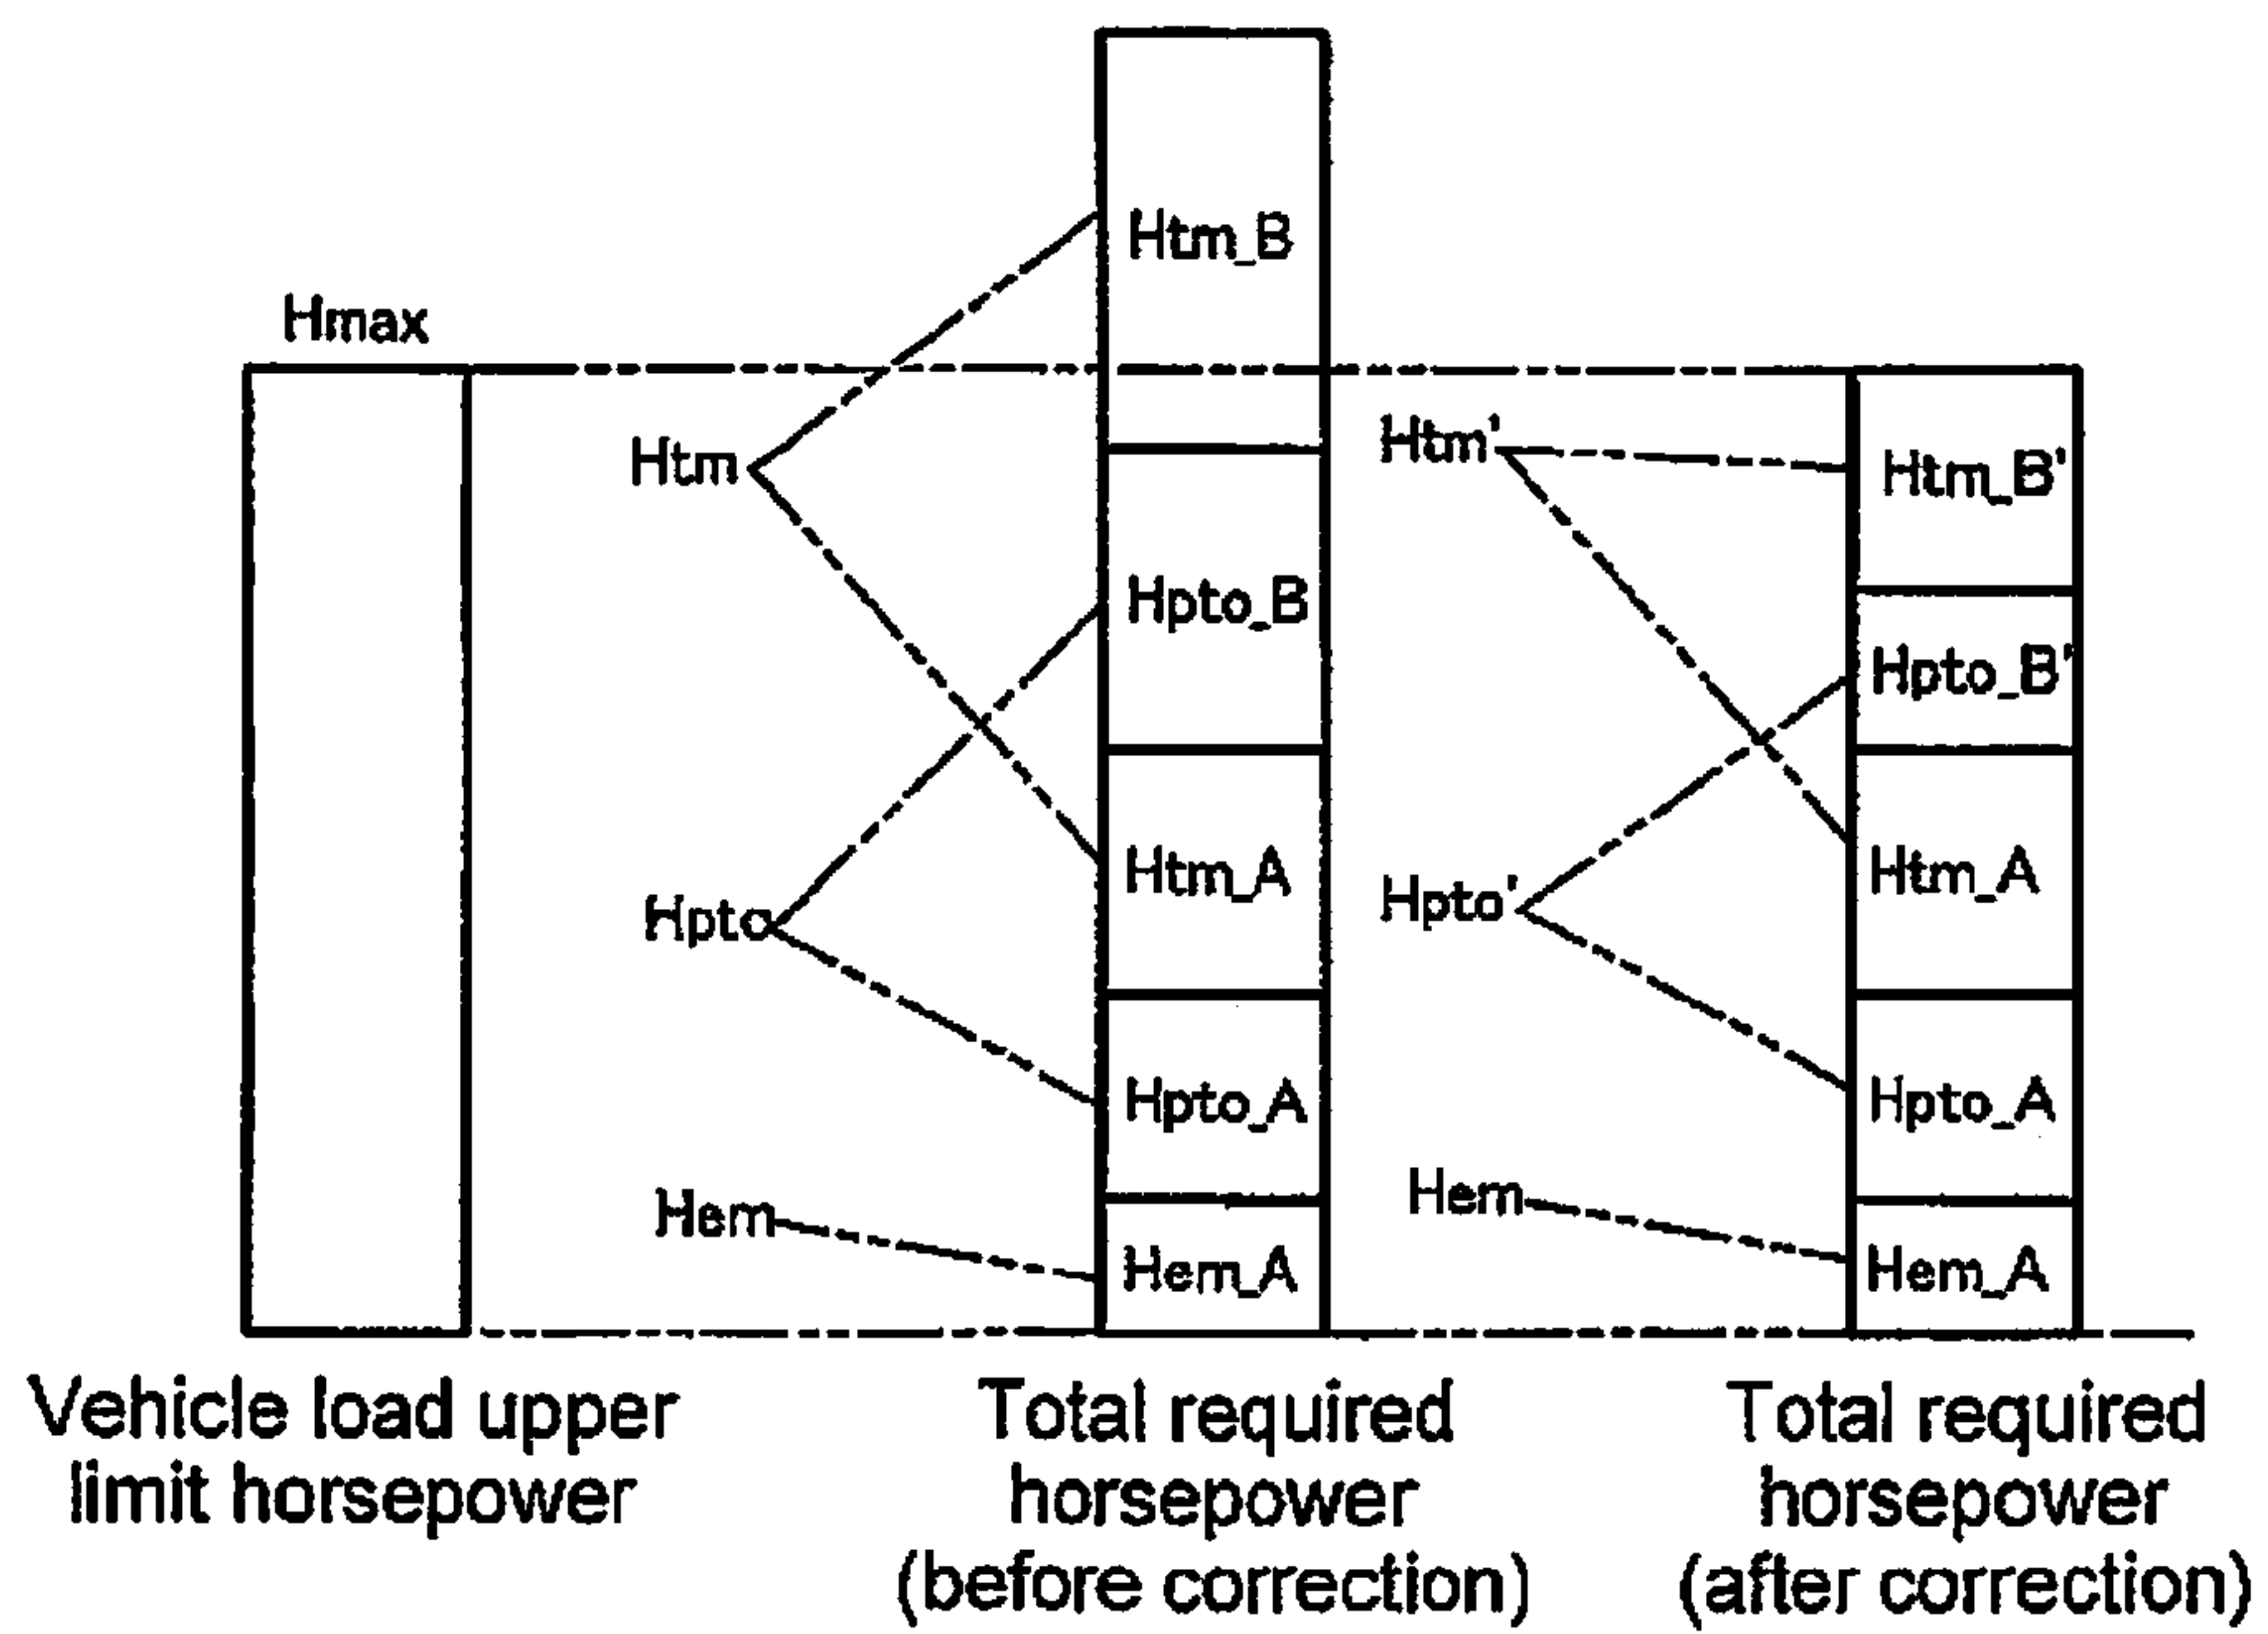 Hmax
Htm
Hpto
Hem
Htm_B
Hpto_B
Htm_A
Hpto_A
Hem_A
Htm'
Hpto'
Hem
Htm_B'
Hpto_B'
Htm_A
Hpto_A
Hem_A
Vehicle load upper
limit horsepower
Total required
horsepower
(before correction)
Total required
horsepower
(after correction)